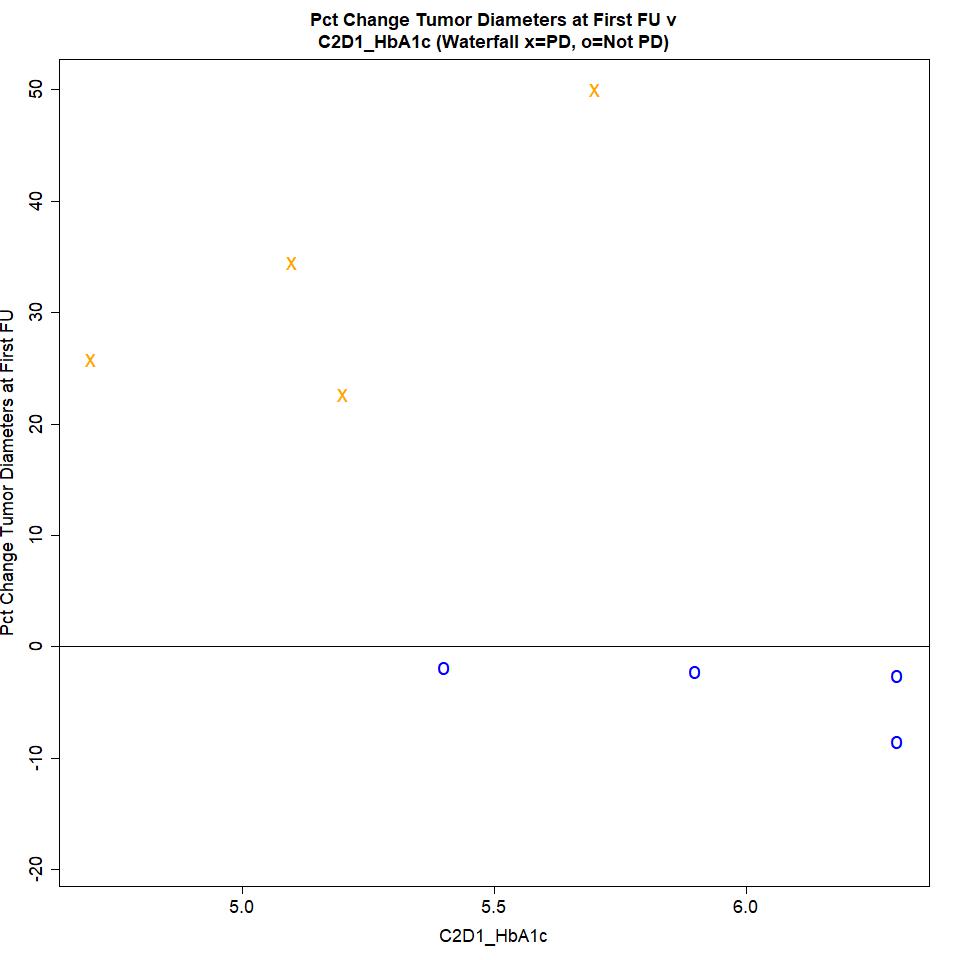 Pct Change Tumor Diameters at First FU v
C2D1_HbA1c (Waterfall x=PD, o=Not PD)
Pct Change Tumor Diameters at First FU
50
40
30
20
10
0
-10
-20
x
x
x
x
o
o
o
o
5.0
5.5
6.0
C2D1_HbA1c